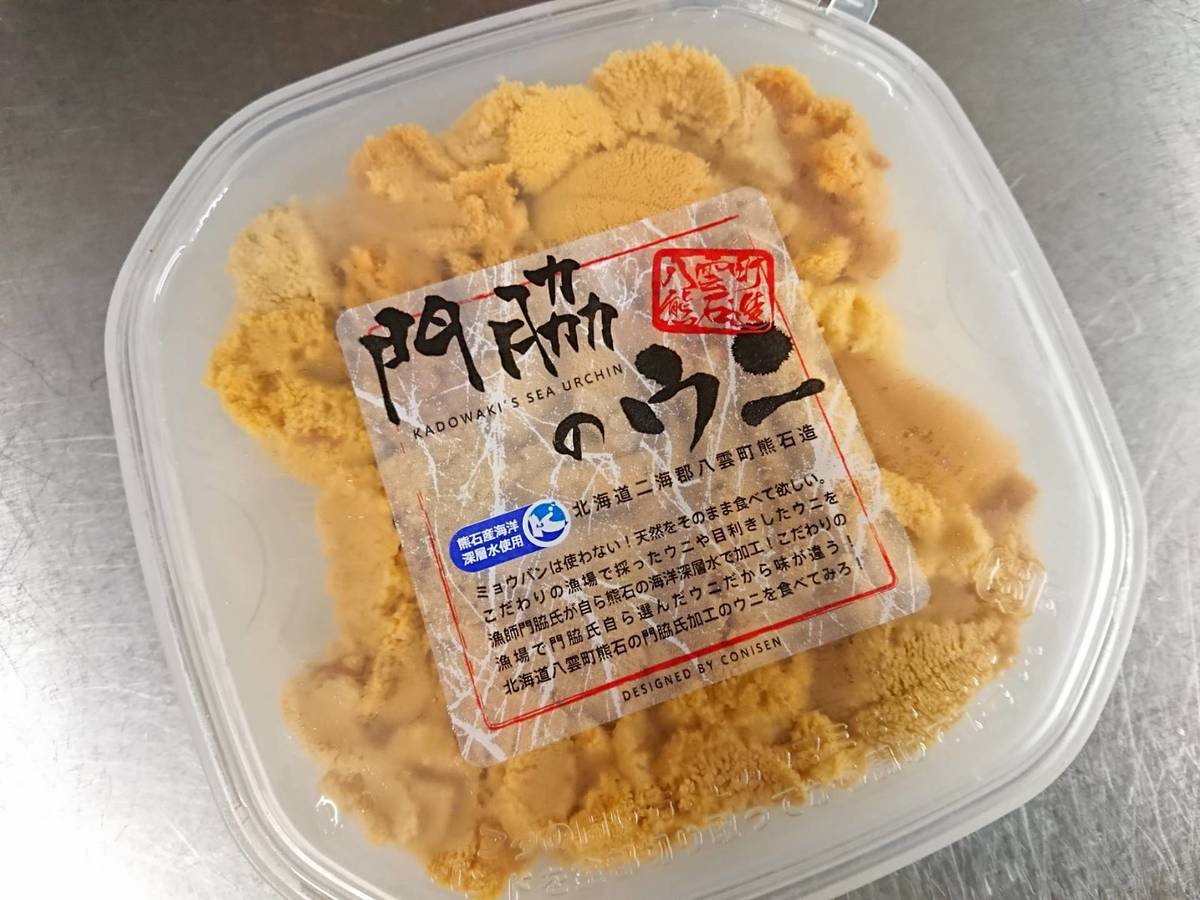 門脇
のウニ
KADOWAKI'S SEA URCHIN
八雲町
熊石造
北海道二海郡八雲町熊石造
熊石産海洋
深層水使用
K
ミョウバンは使わない!天然をそのまま食べて欲しい。
こだわりの漁場で採ったウニや目利きしたウニを
漁師門脇氏が自ら熊石の海洋深層水で加工!こだわりの
漁場で門脇氏自ら選んだウニだから味が違う!
北海道八雲町熊石の門脇氏加工のウニを食べてみろ!
DESIGNED BY CONISEN